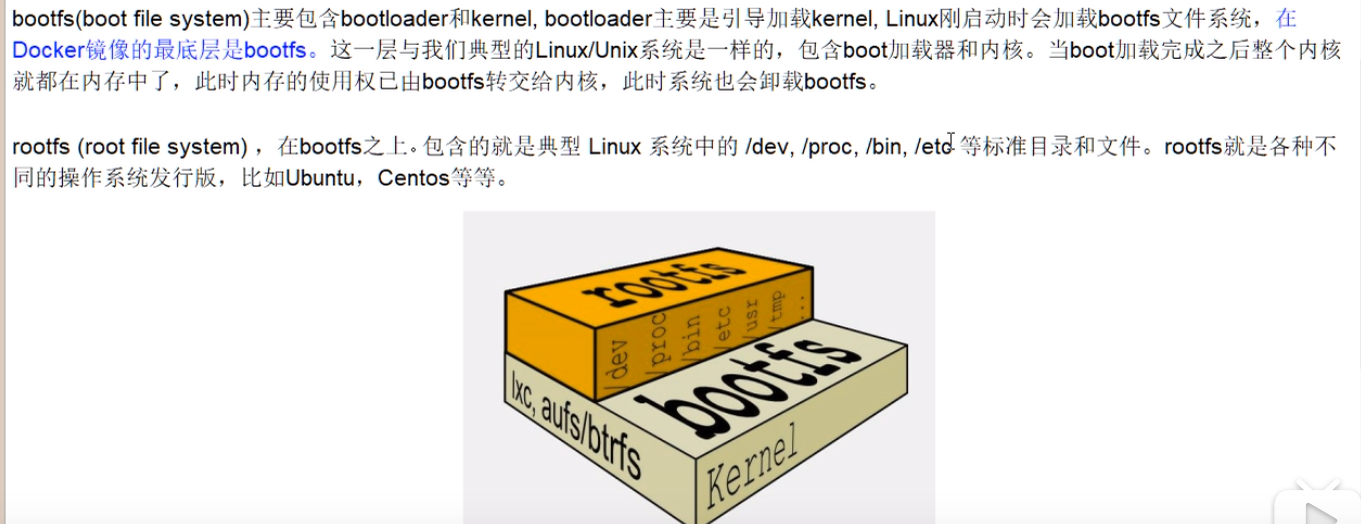 bootfs(boot file system)主要包含bootloader和kernel, bootloader主要是引导加载kernel, Linux刚启动时会加载bootfs文件系统，在
Docker镜像的最底层是bootfs。这一层与我们典型的Linux/Unix系统是一样的，包含boot加载器和内核。当boot加载完成之后整个内核
就都在内存中了，此时内存的使用权已由bootfs转交给内核，此时系统也会卸载bootfs。
rootfs (root file system) ，在bootfs之上。包含的就是典型 Linux 系统中的 /dev, /proc, /bin, /etc 等标准目录和文件。rootfs就是各种不
同的操作系统发行版，比如Ubuntu，Centos等等。
rootfs
/dev
/proc
/bin
/etc
/usr
/tmp
...
bootfs
lxc, aufs/btrfs
Kernel